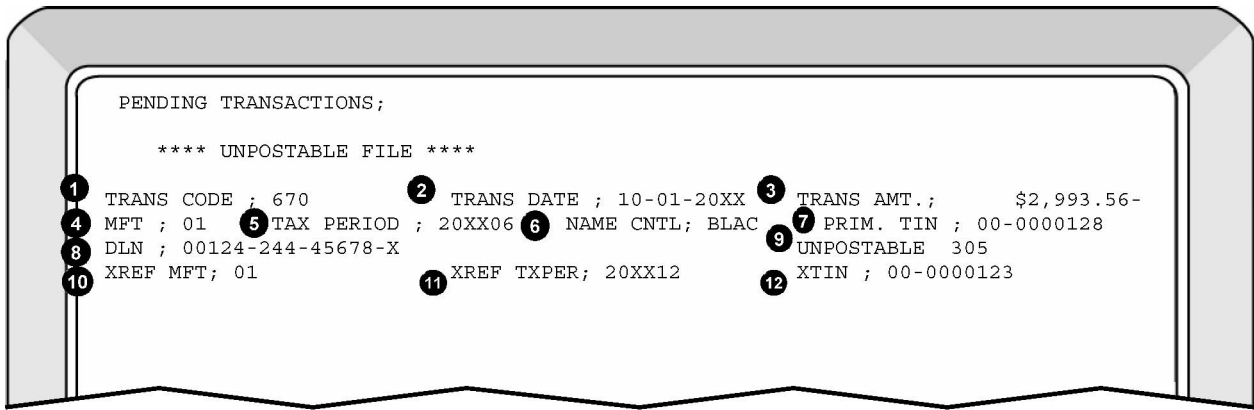 PENDING TRANSACTIONS;
**** UNPOSTABLE FILE ****
1 TRANS CODE ; 670 2 TRANS DATE ; 10-01-20XX 3 TRANS AMT.; $2,993.56-
4 MFT ; 01 5 TAX PERIOD ; 20XX06 6 NAME CNTL; BLAC 7 PRIM. TIN ; 00-0000128
8 DLN ; 00124-244-45678-X 9 UNPOSTABLE 305
10 XREF MFT; 01 11 XREF TXPER; 20XX12 12 XTIN ; 00-0000123